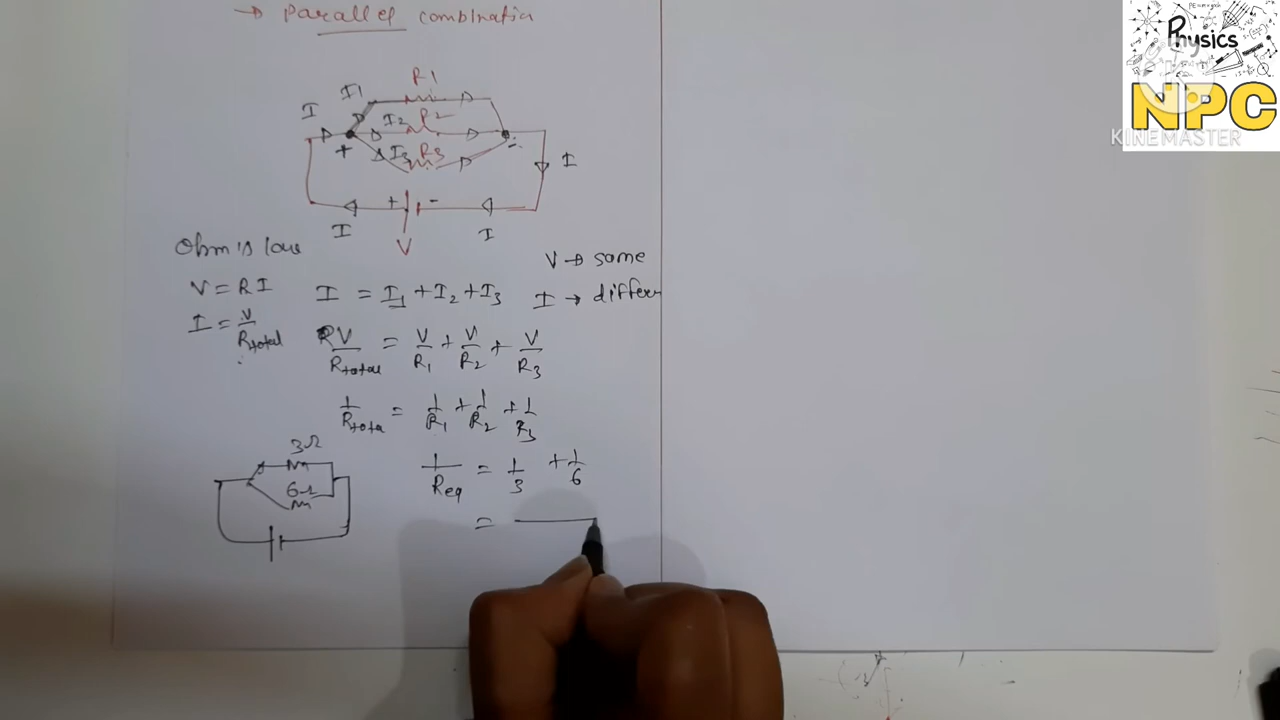 → Parallel combination
R1
I1
I
I2 R2
I3 R3
+
-
I
+ -
I
I
V
Ohm's law
V → same
V = RI
I = I1 + I2 + I3
I → differen
I = V/Rtotal
V/Rtotal = V/R1 + V/R2 + V/R3
1/Rtota = 1/R1 + 1/R2 + 1/R3
3Ω
6Ω
1/Req = 1/3 + 1/6
=
Physics
NPC
KINEMASTER